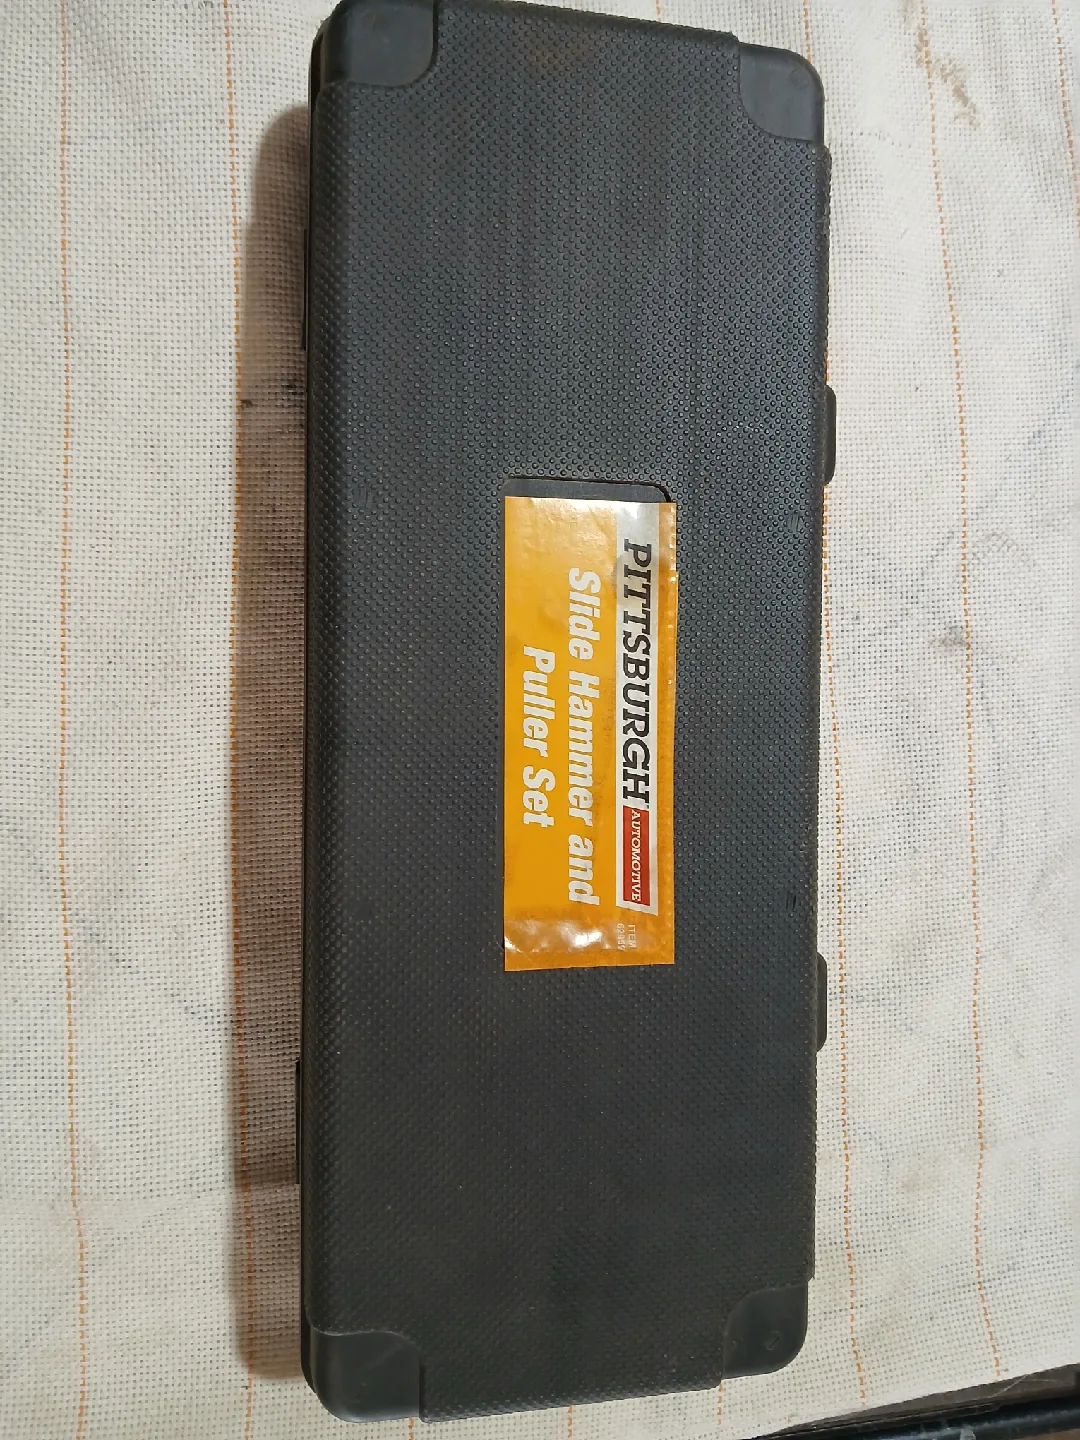 PITTSBURGH AUTOMOTIVE
Slide Hammer and
Puller Set
ITEM